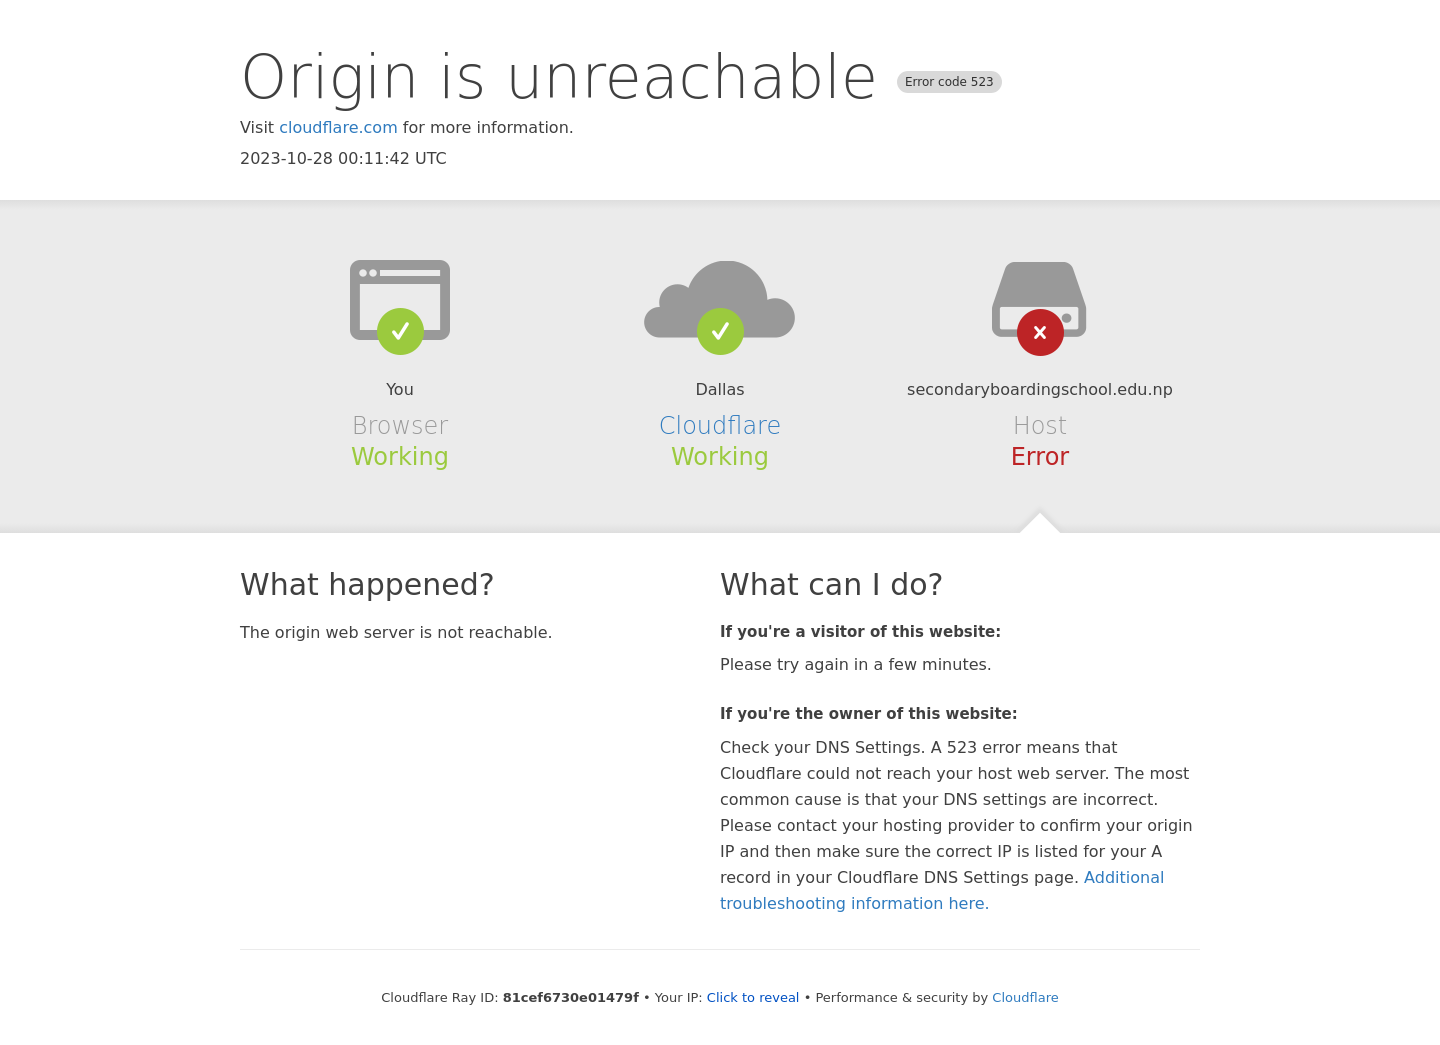 Origin is unreachable Error code 523
Visit cloudflare.com for more information.
2023-10-28 00:11:42 UTC
You
Browser
Working
Dallas
Cloudflare
Working
secondaryboardingschool.edu.np
Host
Error
What happened?
The origin web server is not reachable.
What can I do?
If you're a visitor of this website:
Please try again in a few minutes.
If you're the owner of this website:
Check your DNS Settings. A 523 error means that
Cloudflare could not reach your host web server. The most
common cause is that your DNS settings are incorrect.
Please contact your hosting provider to confirm your origin
IP and then make sure the correct IP is listed for your A
record in your Cloudflare DNS Settings page. Additional
troubleshooting information here.
Cloudflare Ray ID: 81cef6730e01479f • Your IP: Click to reveal • Performance & security by Cloudflare